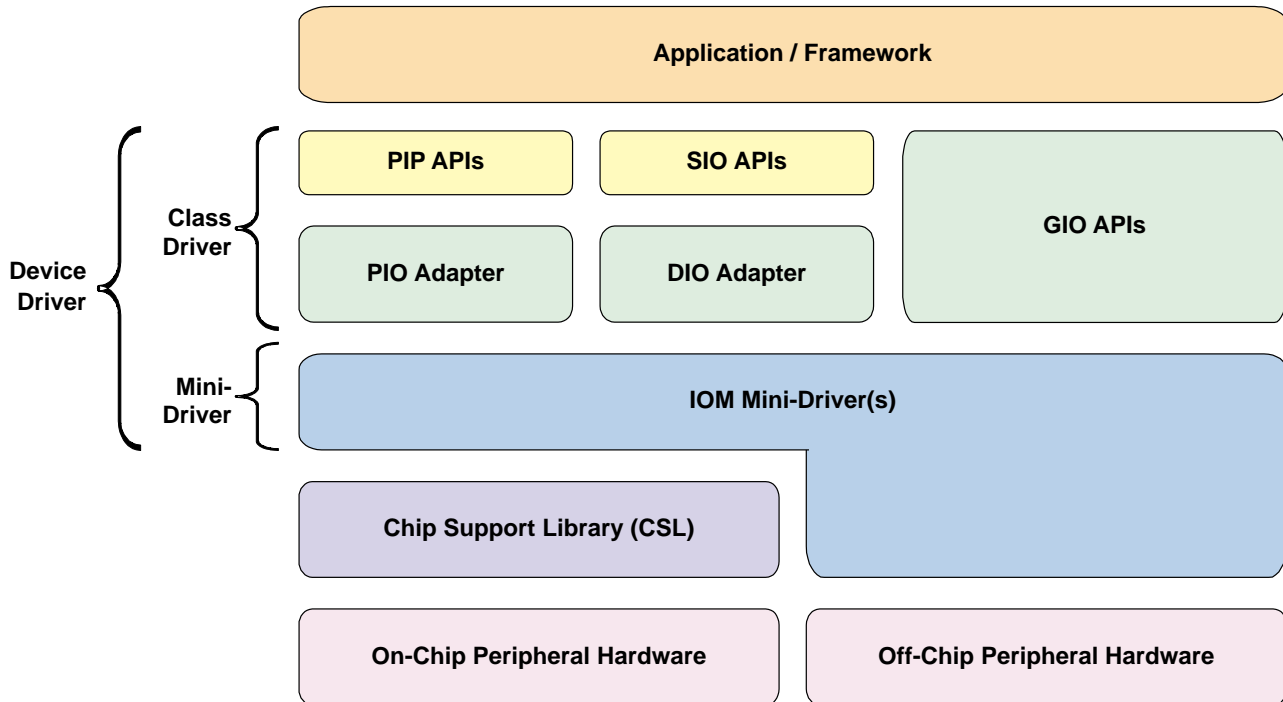 Application / Framework
PIP APIs
SIO APIs
GIO APIs
Class
Driver
PIO Adapter
DIO Adapter
Device
Driver
Mini-
Driver
IOM Mini-Driver(s)
Chip Support Library (CSL)
On-Chip Peripheral Hardware
Off-Chip Peripheral Hardware